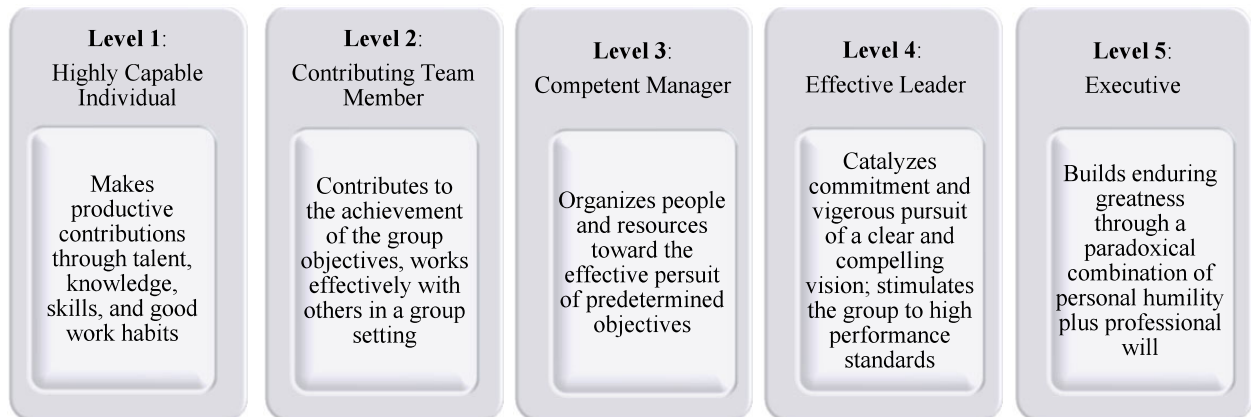 Level 1:
Highly Capable
Individual
Makes
productive
contributions
through talent,
knowledge,
skills, and good
work habits
Level 2:
Contributing Team
Member
Contributes to
the achievement
of the group
objectives, works
effectively with
others in a group
setting
Level 3:
Competent Manager
Organizes people
and resources
toward the
effective persuit
of predetermined
objectives
Level 4:
Effective Leader
Catalyzes
commitment and
vigerous pursuit
of a clear and
compelling
vision; stimulates
the group to high
performance
standards
Level 5:
Executive
Builds enduring
greatness
through a
paradoxical
combination of
personal humility
plus professional
will